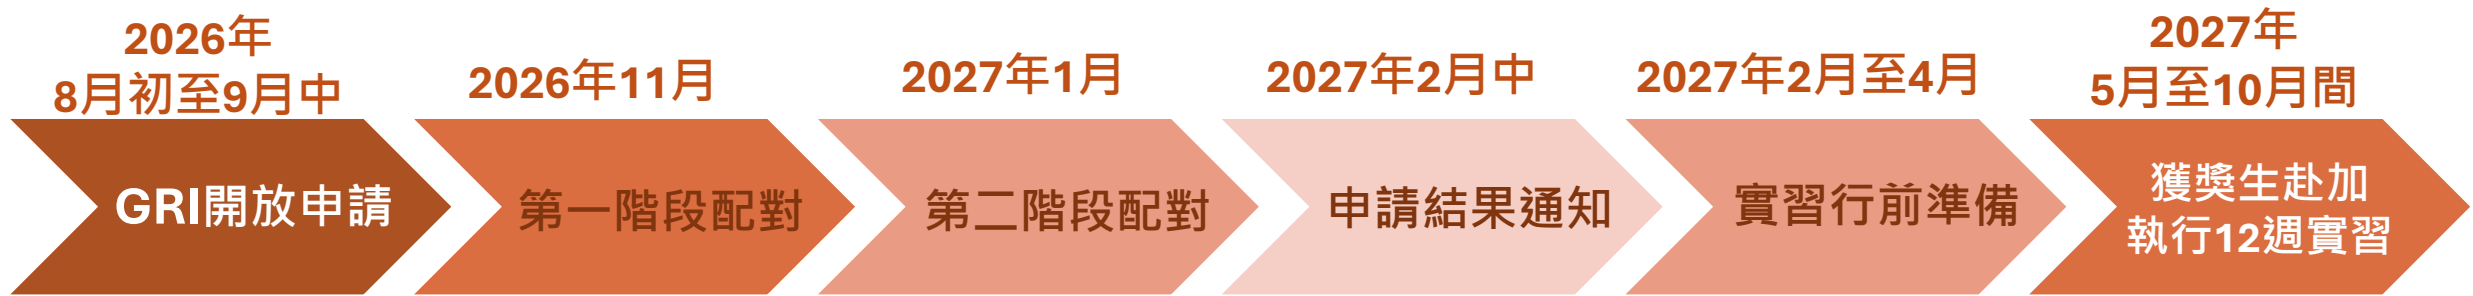 2026年
8月初至9月中
GRI開放申請
2026年11月
第一階段配對
2027年1月
第二階段配對
2027年2月中
申請結果通知
2027年2月至4月
實習行前準備
2027年
5月至10月間
獲獎生赴加
執行12週實習